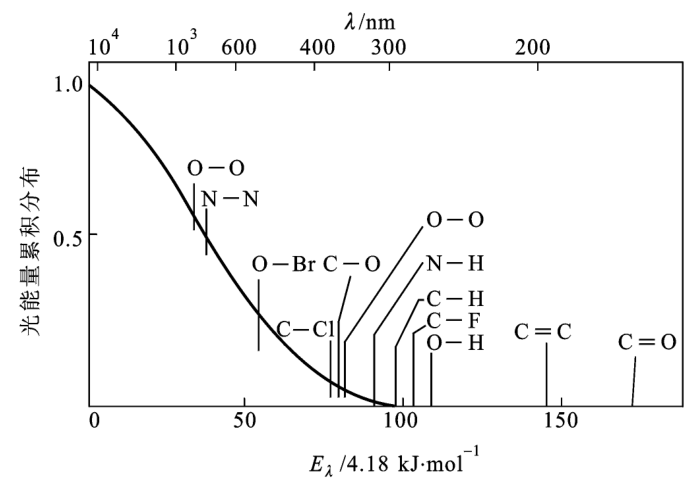 λ/nm
10⁴ 10³ 600 400 300 200
1.0
0.5
光能量累积分布
O—O
N—N
O—Br C—O
C—Cl
O—O
N—H
C—H
C—F
O—H
C=C
C=O
0 50 100 150
E_λ/4.18 kJ·mol⁻¹